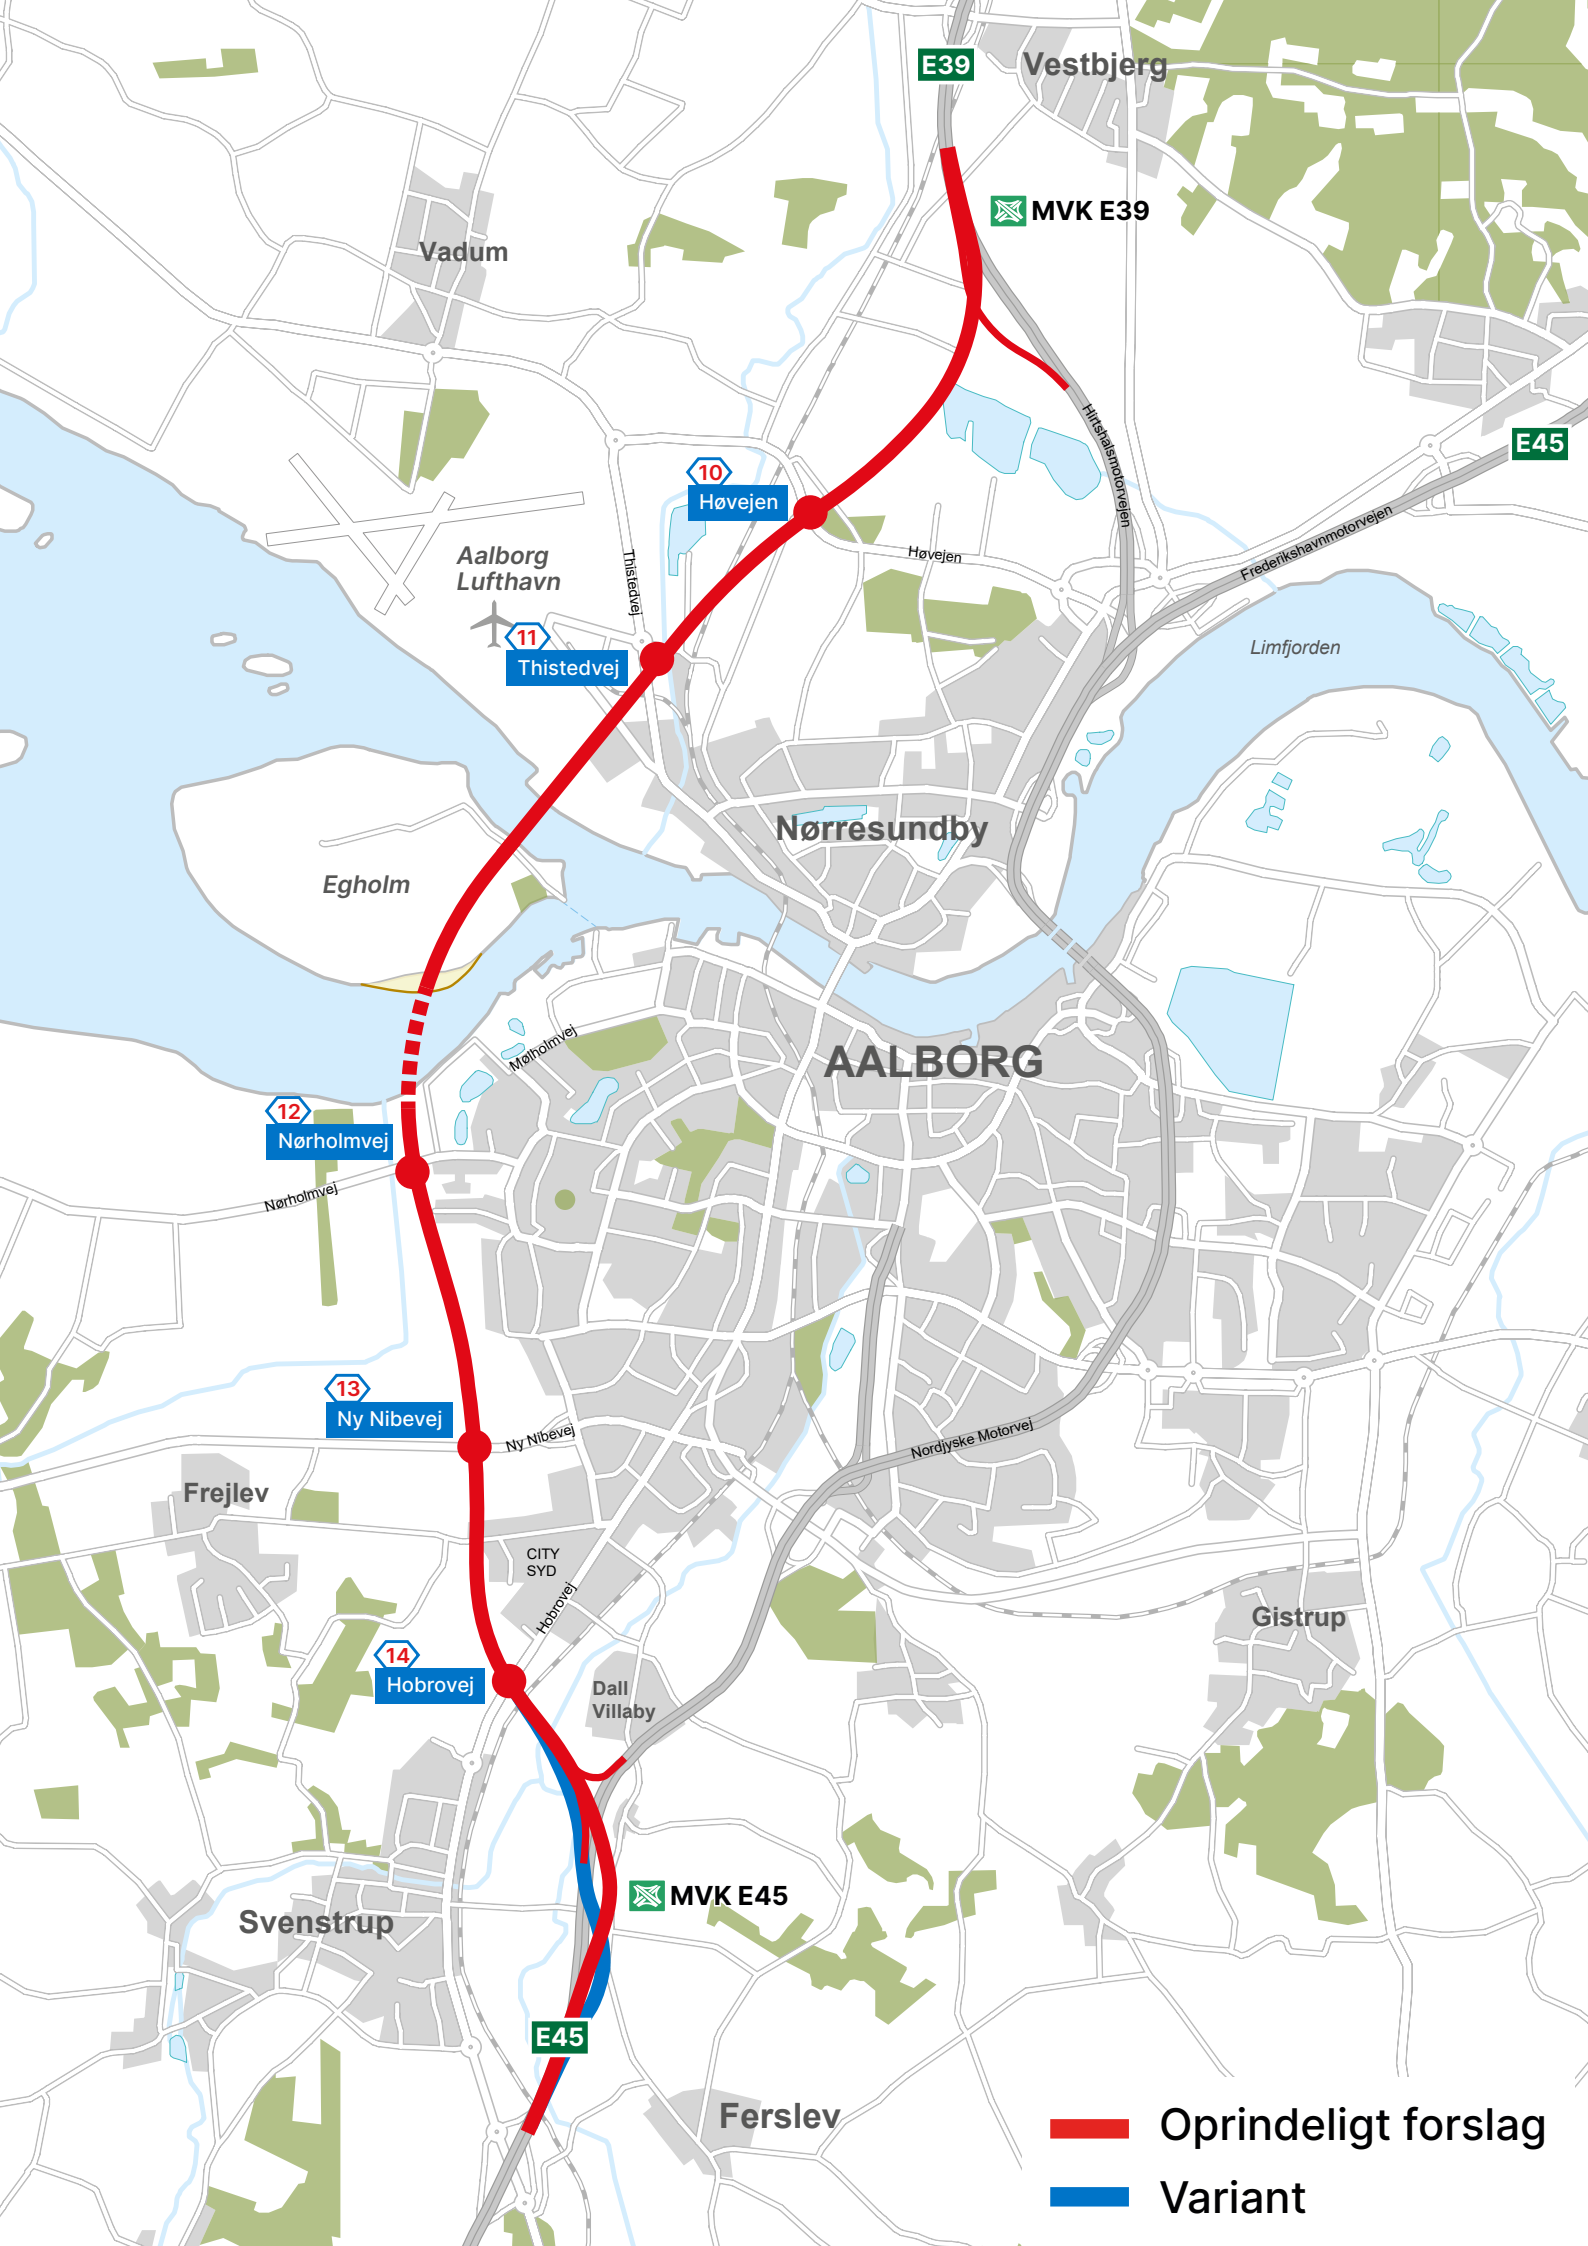 E39
Vestbjerg
MVK E39
Vadum
Hirtshalsmotorvejen
E45
10
Høvejen
Frederikshavnmotorvejen
Aalborg
Lufthavn
Thistedvej
Høvejen
11
Thistedvej
Limfjorden
Nørresundby
Egholm
Mølholmvej
AALBORG
12
Nørholmvej
Nørholmvej
13
Ny Nibevej
Ny Nibevej
Nordjyske Motorvej
Frejlev
CITY
SYD
Hobrovej
Gistrup
14
Hobrovej
Dall
Villaby
MVK E45
Svenstrup
E45
Ferslev
Oprindeligt forslag
Variant